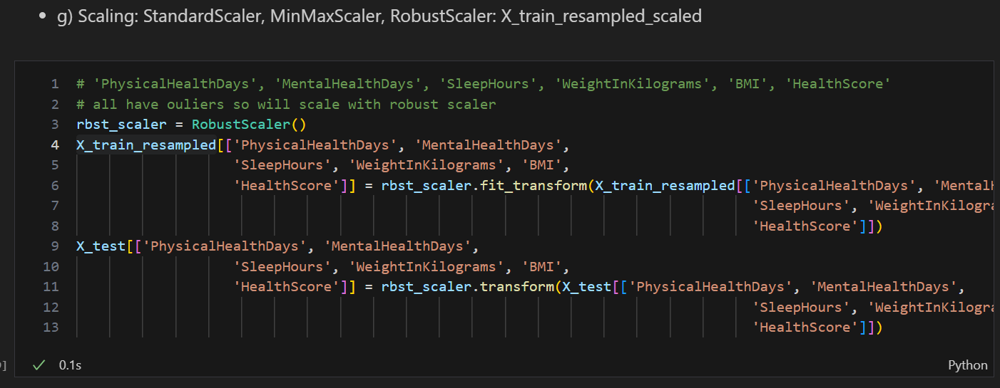 • g) Scaling: StandardScaler, MinMaxScaler, RobustScaler: X_train_resampled_scaled
1 # 'PhysicalHealthDays', 'MentalHealthDays', 'SleepHours', 'WeightInKilograms', 'BMI', 'HealthScore'
2 # all have ouliers so will scale with robust scaler
3 rbst_scaler = RobustScaler()
4 X_train_resampled[['PhysicalHealthDays', 'MentalHealthDays',
5 'SleepHours', 'WeightInKilograms', 'BMI',
6 'HealthScore']] = rbst_scaler.fit_transform(X_train_resampled[['PhysicalHealthDays',
7 'SleepHours',
8 'HealthScore']])
9 X_test[['PhysicalHealthDays', 'MentalHealthDays',
10 'SleepHours', 'WeightInKilograms', 'BMI',
11 'HealthScore']] = rbst_scaler.transform(X_test[['PhysicalHealthDays', 'MentalHealthDays',
12 'SleepHours',
13 'HealthScore']])
] ✓ 0.1s Python